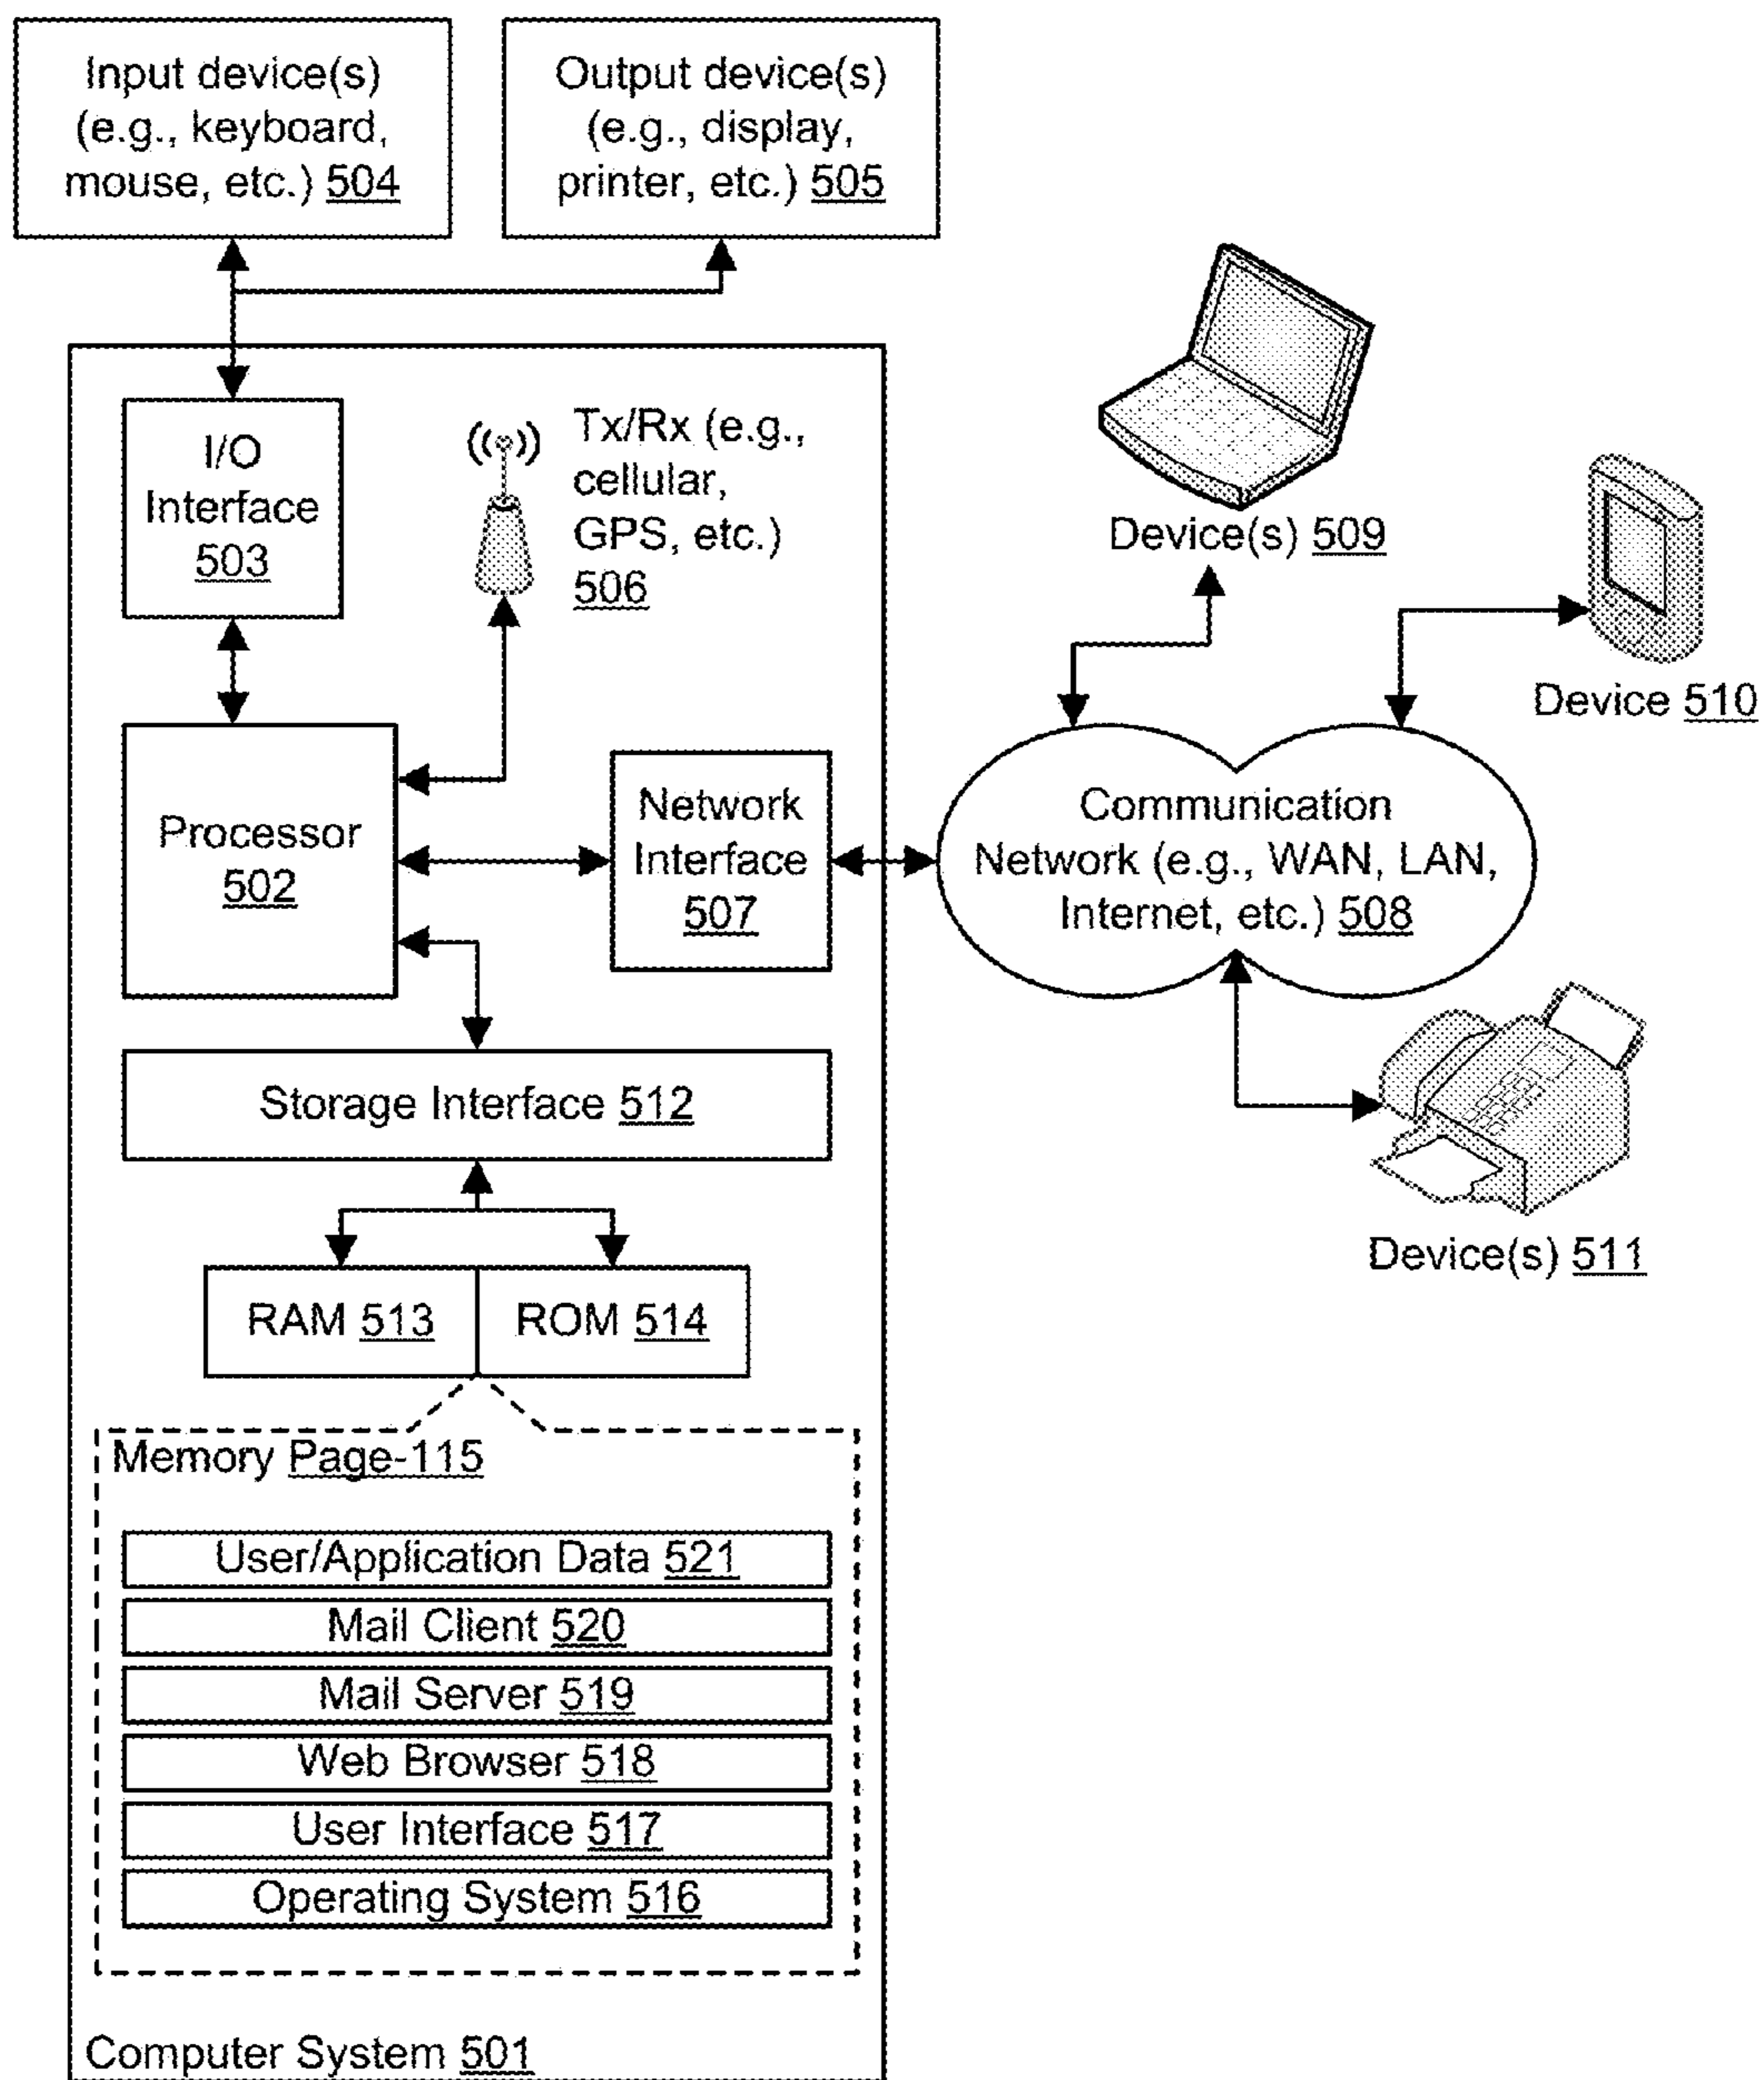 Input device(s)
(e.g., keyboard,
mouse, etc.) 504
Output device(s)
(e.g., display,
printer, etc.) 505
I/O
Interface
503
Tx/Rx (e.g.,
cellular,
GPS, etc.)
506
Device(s) 509
Device 510
Processor
502
Network
Interface
507
Communication
Network (e.g., WAN, LAN,
Internet, etc.) 508
Storage Interface 512
Device(s) 511
RAM 513
ROM 514
Memory Page-115
User/Application Data 521
Mail Client 520
Mail Server 519
Web Browser 518
User Interface 517
Operating System 516
Computer System 501